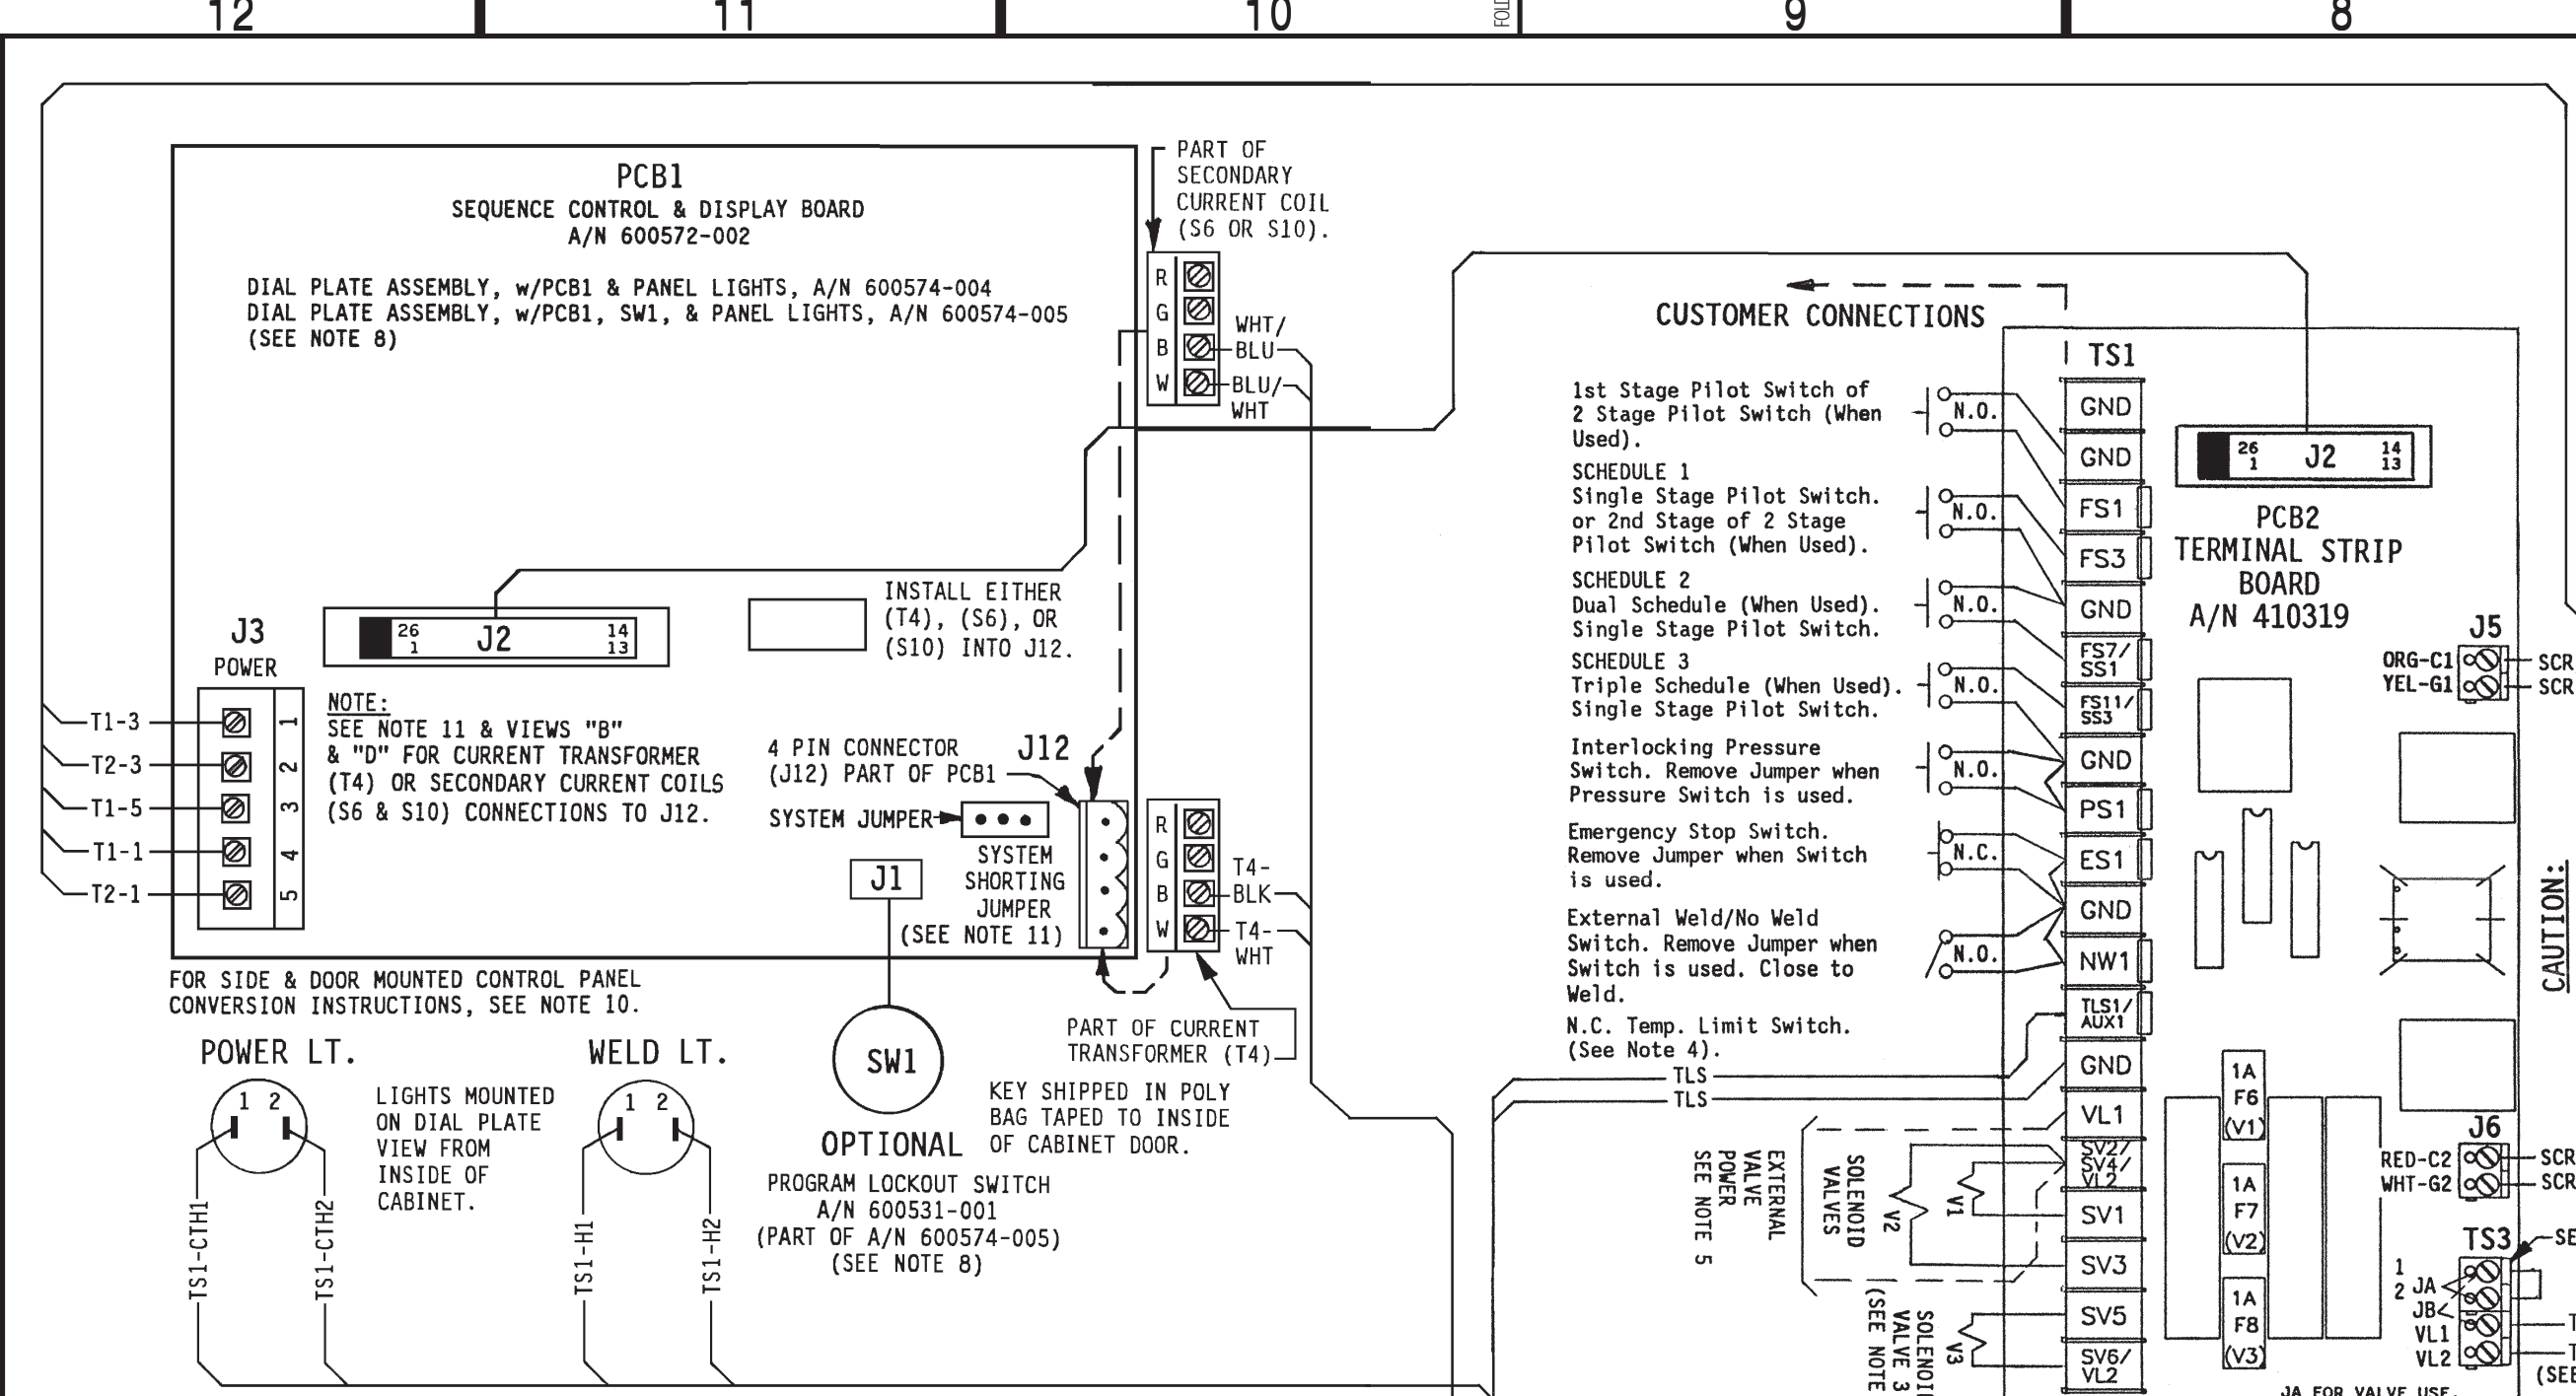 12
11
10
FOLD
9
8
PCB1
SEQUENCE CONTROL & DISPLAY BOARD
A/N 600572-002
DIAL PLATE ASSEMBLY, w/PCB1 & PANEL LIGHTS, A/N 600574-004
DIAL PLATE ASSEMBLY, w/PCB1, SW1, & PANEL LIGHTS, A/N 600574-005
(SEE NOTE 8)
PART OF
SECONDARY
CURRENT COIL
(S6 OR S10).
R
G
B
W
WHT/
BLU
BLU/
WHT
INSTALL EITHER
(T4), (S6), OR
(S10) INTO J12.
26
1
J2
14
13
J3
POWER
T1-3
T2-3
T1-5
T1-1
T2-1
1
2
3
4
5
NOTE:
SEE NOTE 11 & VIEWS "B"
& "D" FOR CURRENT TRANSFORMER
(T4) OR SECONDARY CURRENT COILS
(S6 & S10) CONNECTIONS TO J12.
4 PIN CONNECTOR
(J12) PART OF PCB1
J12
SYSTEM JUMPER
SYSTEM
SHORTING
JUMPER
(SEE NOTE 11)
J1
R
G
B
W
T4-
BLK
T4-
WHT
PART OF CURRENT
TRANSFORMER (T4)
FOR SIDE & DOOR MOUNTED CONTROL PANEL
CONVERSION INSTRUCTIONS, SEE NOTE 10.
POWER LT.
1 2
LIGHTS MOUNTED
ON DIAL PLATE
VIEW FROM
INSIDE OF
CABINET.
WELD LT.
1 2
TS1-CTH1
TS1-CTH2
TS1-H1
TS1-H2
SW1
KEY SHIPPED IN POLY
BAG TAPED TO INSIDE
OF CABINET DOOR.
OPTIONAL
PROGRAM LOCKOUT SWITCH
A/N 600531-001
(PART OF A/N 600574-005)
(SEE NOTE 8)
CUSTOMER CONNECTIONS
1st Stage Pilot Switch of
2 Stage Pilot Switch (When
Used).
N.O.
SCHEDULE 1
Single Stage Pilot Switch.
or 2nd Stage of 2 Stage
Pilot Switch (When Used).
N.O.
SCHEDULE 2
Dual Schedule (When Used).
Single Stage Pilot Switch.
N.O.
SCHEDULE 3
Triple Schedule (When Used).
Single Stage Pilot Switch.
N.O.
Interlocking Pressure
Switch. Remove Jumper when
Pressure Switch is used.
N.O.
Emergency Stop Switch.
Remove Jumper when Switch
is used.
N.C.
External Weld/No Weld
Switch. Remove Jumper when
Switch is used. Close to
Weld.
N.O.
N.C. Temp. Limit Switch.
(See Note 4).
TLS
TLS
EXTERNAL
VALVE
POWER
SEE NOTE 5
SOLENOID
VALVES
V2
V1
SOLENOI
VALVE 3
(SEE NOTE
V3
TS1
GND
GND
FS1
FS3
GND
FS7/
SS1
FS11/
SS3
GND
PS1
ES1
GND
NW1
TLS1/
AUX1
GND
VL1
SV2/
SV4/
VL2
SV1
SV3
SV5
SV6/
VL2
26
1
J2
14
13
PCB2
TERMINAL STRIP
BOARD
A/N 410319
J5
ORG-C1
YEL-G1
SCR
SCR
CAUTION:
1A
F6
(V1)
1A
F7
(V2)
1A
F8
(V3)
J6
RED-C2
WHT-G2
SCR
SCR
TS3
SE
1
2
JA
JB
VL1
VL2
T
T
(SEE
JA FOR VALVE USE.